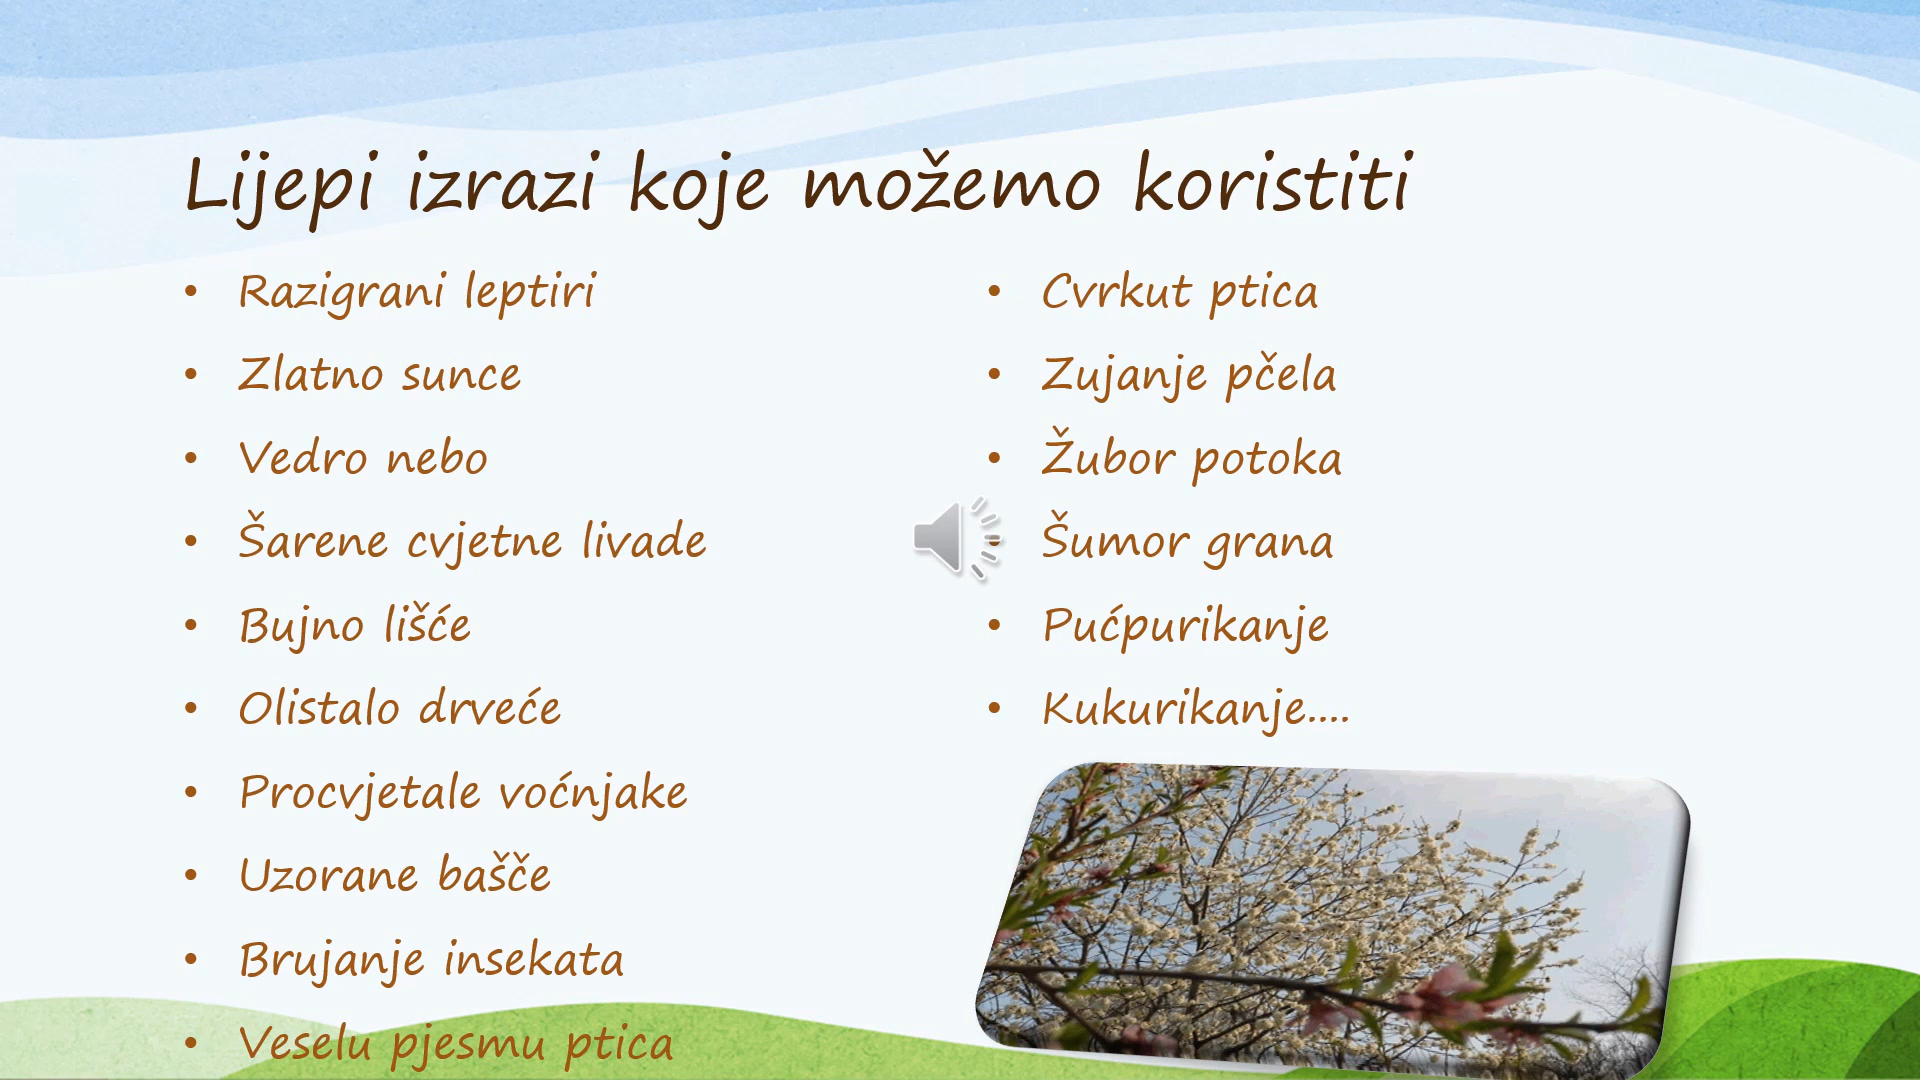 Lijepi izrazi koje možemo koristiti
• Razigrani leptiri
• Zlatno sunce
• Vedro nebo
• Šarene cvjetne livade
• Bujno lišće
• Olistalo drveće
• Procvjetale voćnjake
• Uzorane bašče
• Brujanje insekata
• Veselu pjesmu ptica
• Cvrkut ptica
• Zujanje pčela
• Žubor potoka
• Šumor grana
• Pućpurikanje
• Kukurikanje....